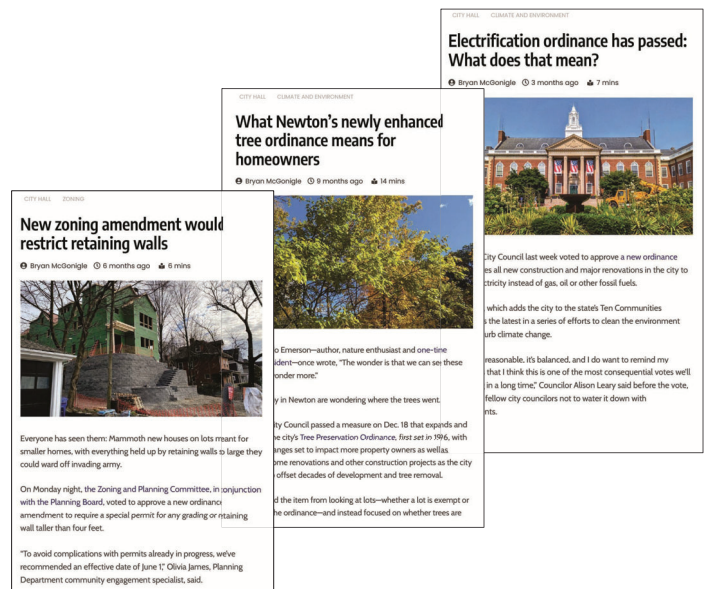 CITY HALL CLIMATE AND ENVIRONMENT
Electrification ordinance has passed:
What does that mean?
Bryan McGonigle 3 months ago 7 mins
City Council last week voted to approve a new ordinance
es all new construction and major renovations in the city to
ctricity instead of gas, oil or other fossil fuels.
which adds the city to the state's Ten Communities
s the latest in a series of efforts to clean the environment
urb climate change.
reasonable, it's balanced, and I do want to remind my
that I think this is one of the most consequential votes we'll
in a long time," Councilor Alison Leary said before the vote,
fellow city councilors not to water it down with
nts.
CITY HALL CLIMATE AND ENVIRONMENT
What Newton's newly enhanced
tree ordinance means for
homeowners
Bryan McGonigle 9 months ago 14 mins
o Emerson—author, nature enthusiast and one-time
ident—once wrote, "The wonder is that we can see these
onder more."
y in Newton are wondering where the trees went.
ity Council passed a measure on Dec. 18 that expands and
he city's Tree Preservation Ordinance, first set in 1996, with
anges set to impact more property owners as well as
ome renovations and other construction projects as the city
offset decades of development and tree removal.
d the item from looking at lots—whether a lot is exempt or
he ordinance—and instead focused on whether trees are
CITY HALL ZONING
New zoning amendment would
restrict retaining walls
Bryan McGonigle 6 months ago 6 mins
Everyone has seen them: Mammoth new houses on lots meant for
smaller homes, with everything held up by retaining walls so large they
could ward off invading army.
On Monday night, the Zoning and Planning Committee, in conjunction
with the Planning Board, voted to approve a new ordinance
amendment to require a special permit for any grading or retaining
wall taller than four feet.
"To avoid complications with permits already in progress, we've
recommended an effective date of June 1," Olivia James, Planning
Department community engagement specialist, said.